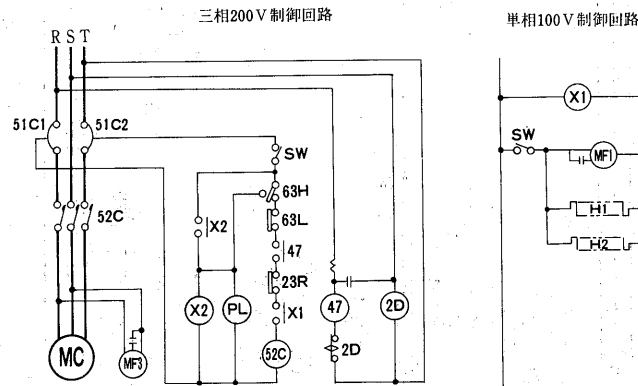 三相200V制御回路
単相100V制御回路
R S T
51C1
51C2
SW
63H
63L
X2
47
23R
X1
52C
X2
PL
52C
47
2D
2D
MC
MF3
X1
SW
MF1
H1
H2